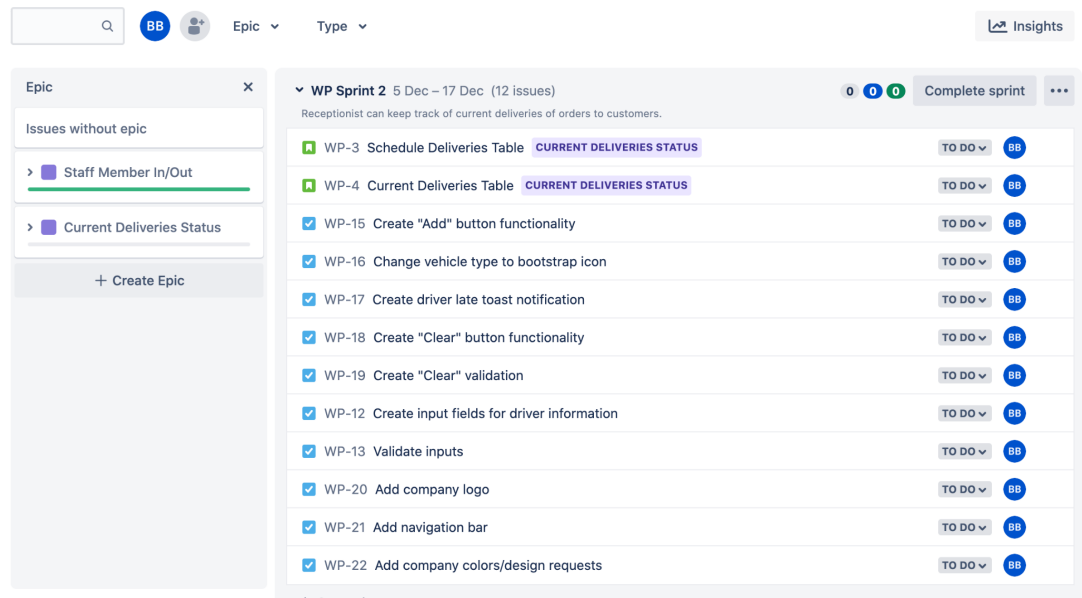 BB Epic Type Insights
Epic
Issues without epic
Staff Member In/Out
Current Deliveries Status
+ Create Epic
WP Sprint 2 5 Dec – 17 Dec (12 issues) 0 0 0 Complete sprint
Receptionist can keep track of current deliveries of orders to customers.
WP-3 Schedule Deliveries Table CURRENT DELIVERIES STATUS TO DO BB
WP-4 Current Deliveries Table CURRENT DELIVERIES STATUS TO DO BB
WP-15 Create "Add" button functionality TO DO BB
WP-16 Change vehicle type to bootstrap icon TO DO BB
WP-17 Create driver late toast notification TO DO BB
WP-18 Create "Clear" button functionality TO DO BB
WP-19 Create "Clear" validation TO DO BB
WP-12 Create input fields for driver information TO DO BB
WP-13 Validate inputs TO DO BB
WP-20 Add company logo TO DO BB
WP-21 Add navigation bar TO DO BB
WP-22 Add company colors/design requests TO DO BB